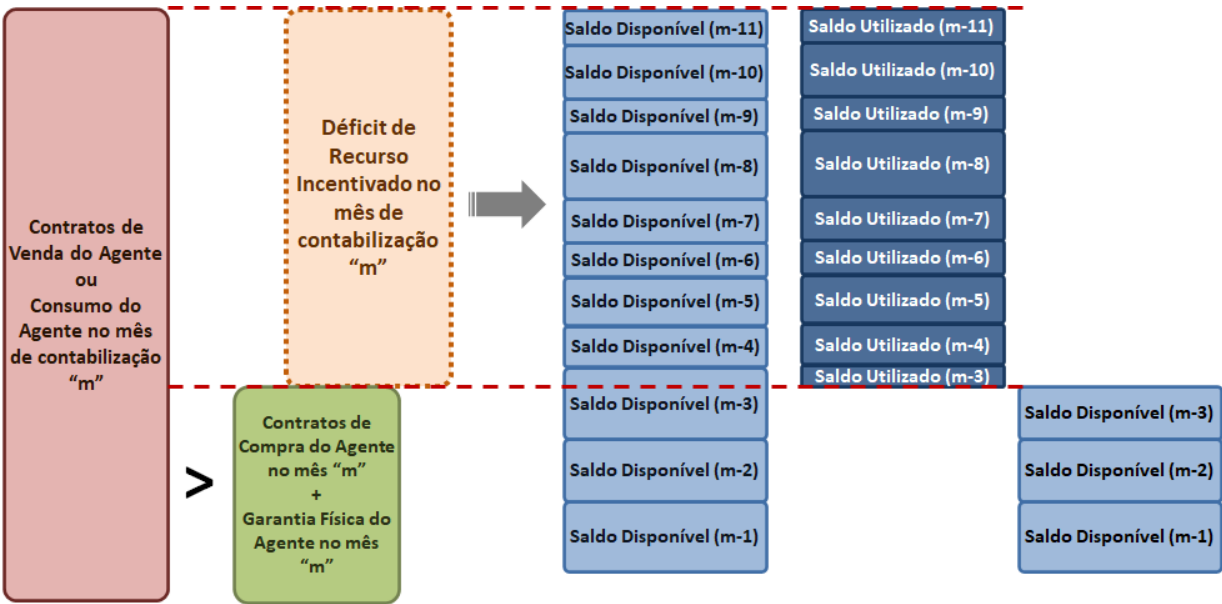 Contratos de
Venda do Agente
ou
Consumo do
Agente no mês
de contabilização
“m”
>
Déficit de
Recurso
Incentivado no
mês de
contabilização
“m”
Contratos de
Compra do Agente
no mês “m”
+
Garantia Física do
Agente no mês
“m”
Saldo Disponível (m-11)
Saldo Disponível (m-10)
Saldo Disponível (m-9)
Saldo Disponível (m-8)
Saldo Disponível (m-7)
Saldo Disponível (m-6)
Saldo Disponível (m-5)
Saldo Disponível (m-4)
Saldo Disponível (m-3)
Saldo Disponível (m-2)
Saldo Disponível (m-1)
Saldo Utilizado (m-11)
Saldo Utilizado (m-10)
Saldo Utilizado (m-9)
Saldo Utilizado (m-8)
Saldo Utilizado (m-7)
Saldo Utilizado (m-6)
Saldo Utilizado (m-5)
Saldo Utilizado (m-4)
Saldo Utilizado (m-3)
Saldo Disponível (m-3)
Saldo Disponível (m-2)
Saldo Disponível (m-1)